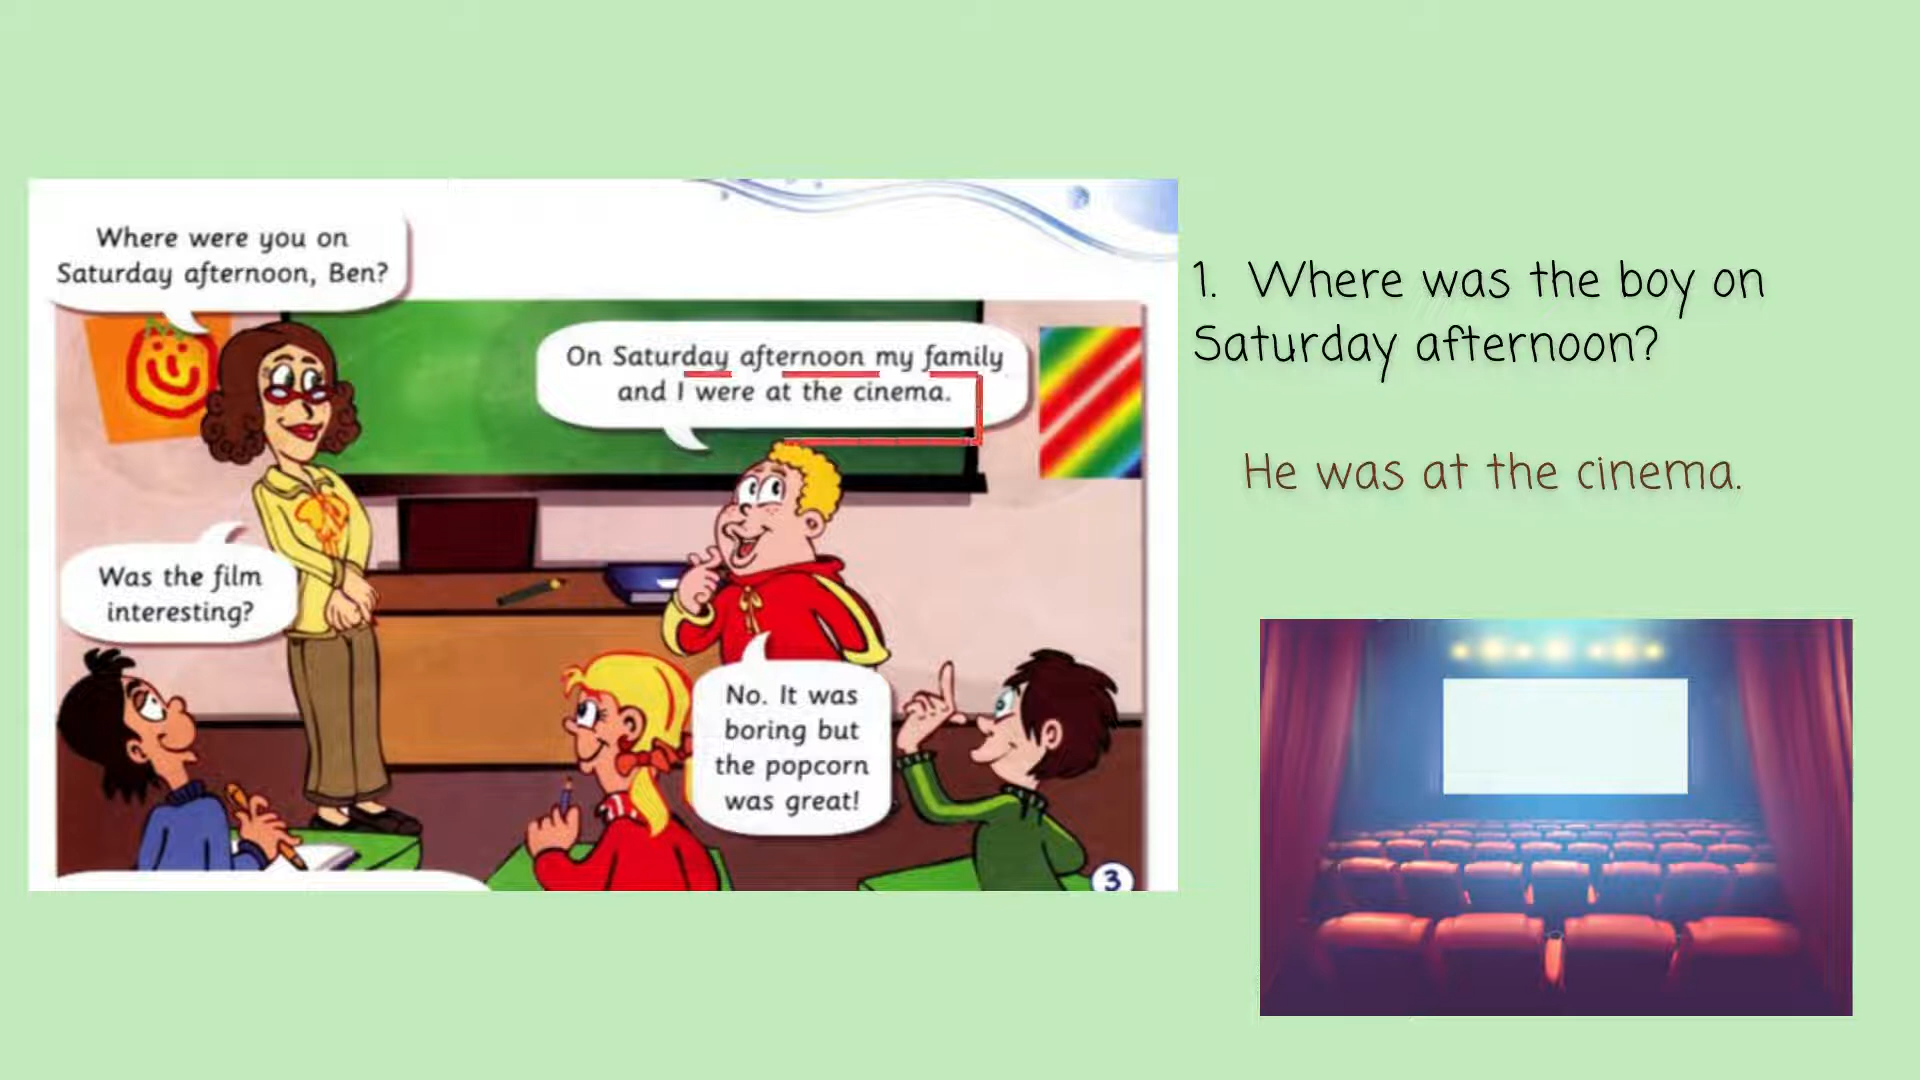 Where were you on
Saturday afternoon, Ben?
On Saturday afternoon my family
and I were at the cinema.
Was the film
interesting?
No. It was
boring but
the popcorn
was great!
3
1. Where was the boy on
Saturday afternoon?
He was at the cinema.